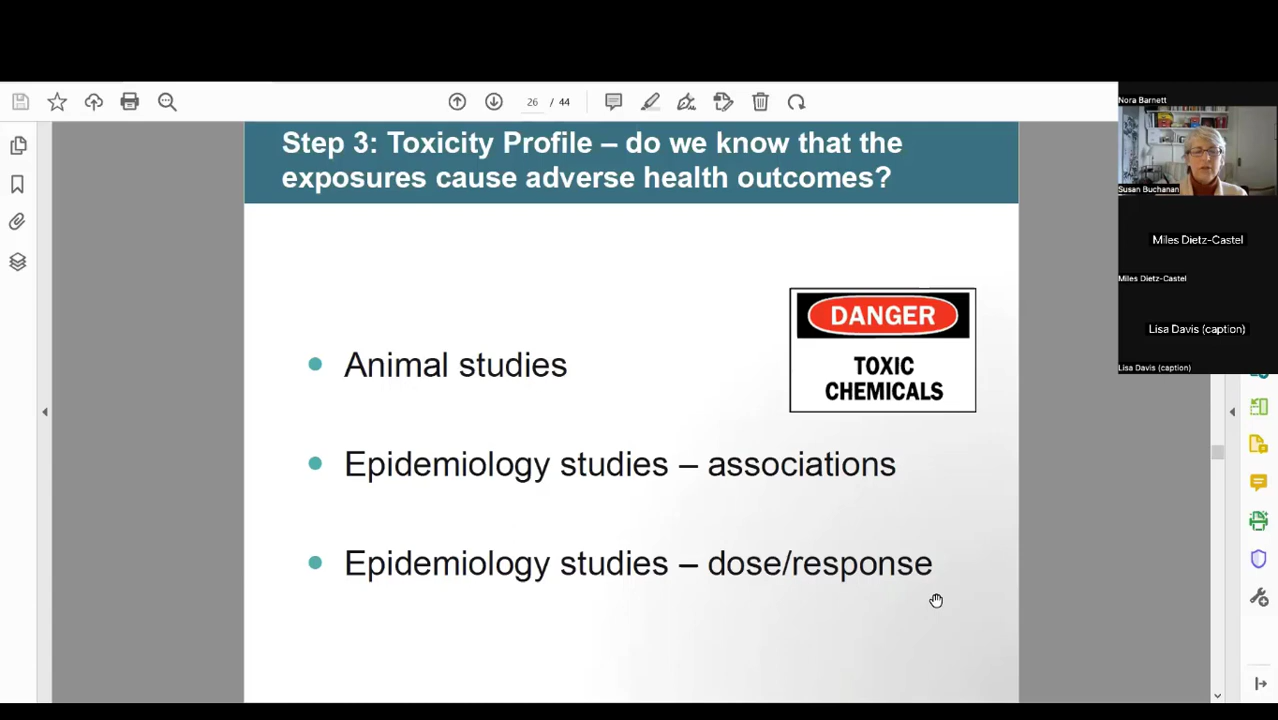 26 / 44
Nora Barnett
Step 3: Toxicity Profile – do we know that the
exposures cause adverse health outcomes?
Susan Buchanan
Miles Dietz-Castel
Miles Dietz-Castel
DANGER
TOXIC
CHEMICALS
Lisa Davis (caption)
Lisa Davis (caption)
Animal studies
Epidemiology studies – associations
Epidemiology studies – dose/response